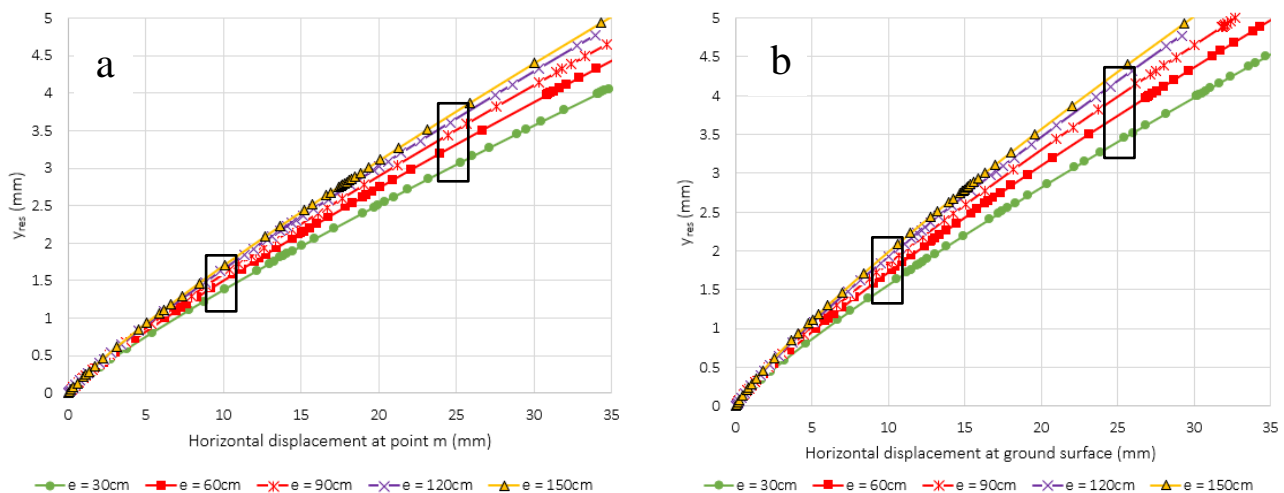 a
5
4.5
4
3.5
3
2.5
2
1.5
1
0.5
0
y_res (mm)
0 5 10 15 20 25 30 35
Horizontal displacement at point m (mm)
e = 30cm e = 60cm e = 90cm e = 120cm e = 150cm
b
5
4.5
4
3.5
3
2.5
2
1.5
1
0.5
0
y_res (mm)
0 5 10 15 20 25 30 35
Horizontal displacement at ground surface (mm)
e = 30cm e = 60cm e = 90cm e = 120cm e = 150cm